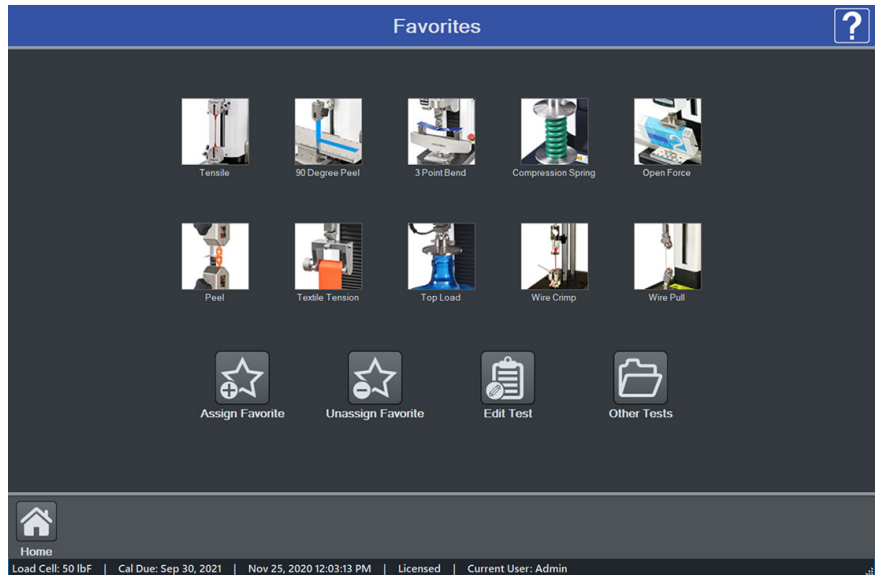 Favorites
?
Tensile
90 Degree Peel
3 Point Bend
Compression Spring
Open Force
Peel
Textile Tension
Top Load
Wire Crimp
Wire Pull
Assign Favorite
Unassign Favorite
Edit Test
Other Tests
Home
Load Cell: 50 lbF | Cal Due: Sep 30, 2021 | Nov 25, 2020 12:03:13 PM | Licensed | Current User: Admin